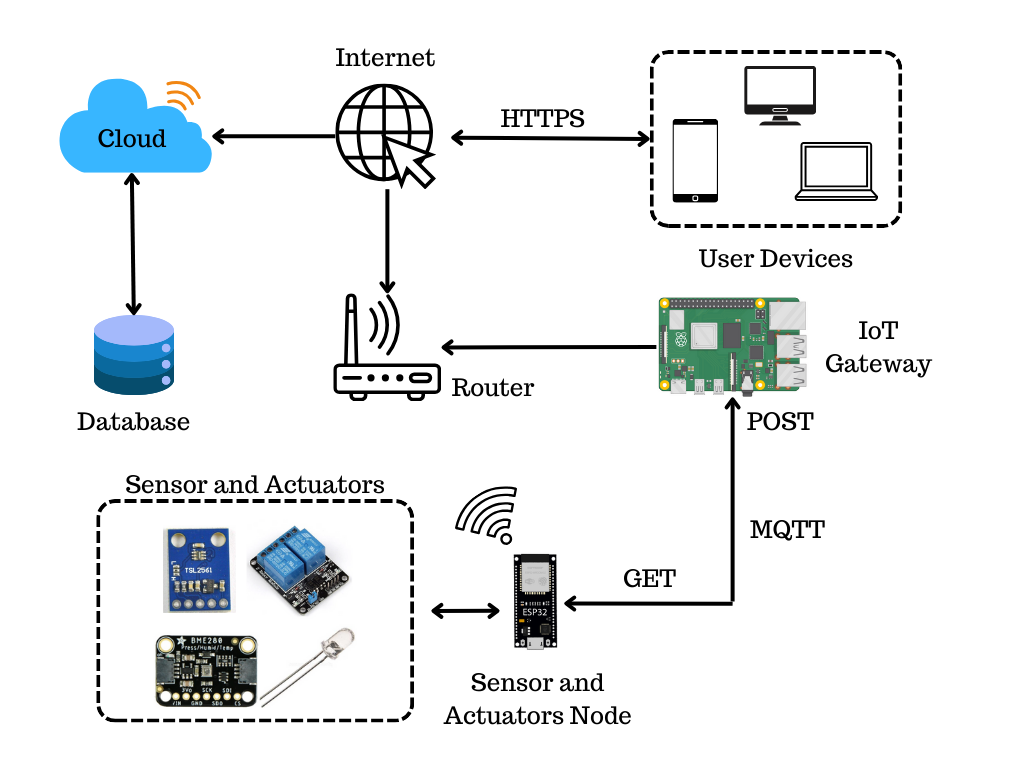 Internet
HTTPS
Cloud
User Devices
IoT
Gateway
Router
Database
POST
Sensor and Actuators
MQTT
TSL2561
GET
ESP32
BME280
Press/Humid/Temp
3Vo SCK SDI
VIN GND SDO CS
Sensor and
Actuators Node